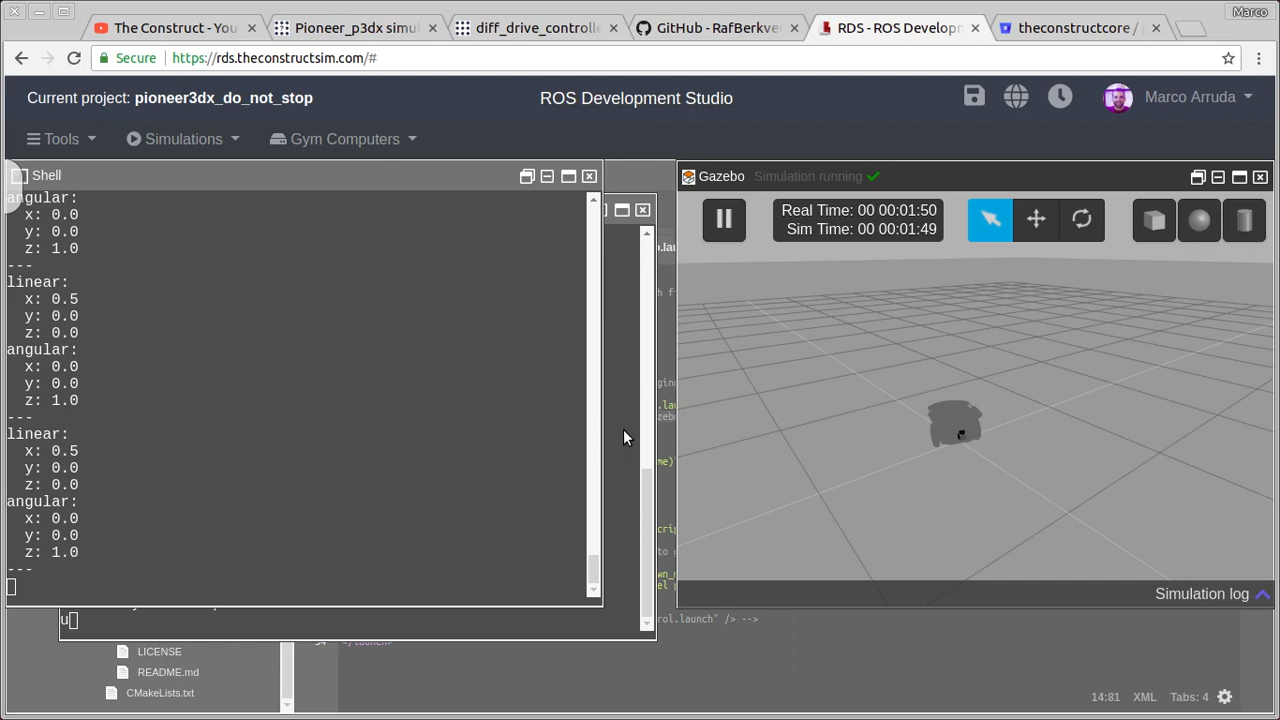 Marco
The Construct - You
Pioneer_p3dx simul
diff_drive_controlle
GitHub - RafBerkve
RDS - ROS Developm
theconstructcore /
Secure
https://rds.theconstructsim.com/#
Current project: pioneer3dx_do_not_stop
ROS Development Studio
Marco Arruda
Tools
Simulations
Gym Computers
Shell
angular:
x: 0.0
y: 0.0
z: 1.0
---
linear:
x: 0.5
y: 0.0
z: 0.0
angular:
x: 0.0
y: 0.0
z: 1.0
---
linear:
x: 0.5
y: 0.0
z: 0.0
angular:
x: 0.0
y: 0.0
z: 1.0
---
u
Gazebo
Simulation running
Real Time: 00 00:01:50
Sim Time: 00 00:01:49
Simulation log
rol.launch" /> -->
LICENSE
README.md
CMakeLists.txt
14:81
XML
Tabs: 4